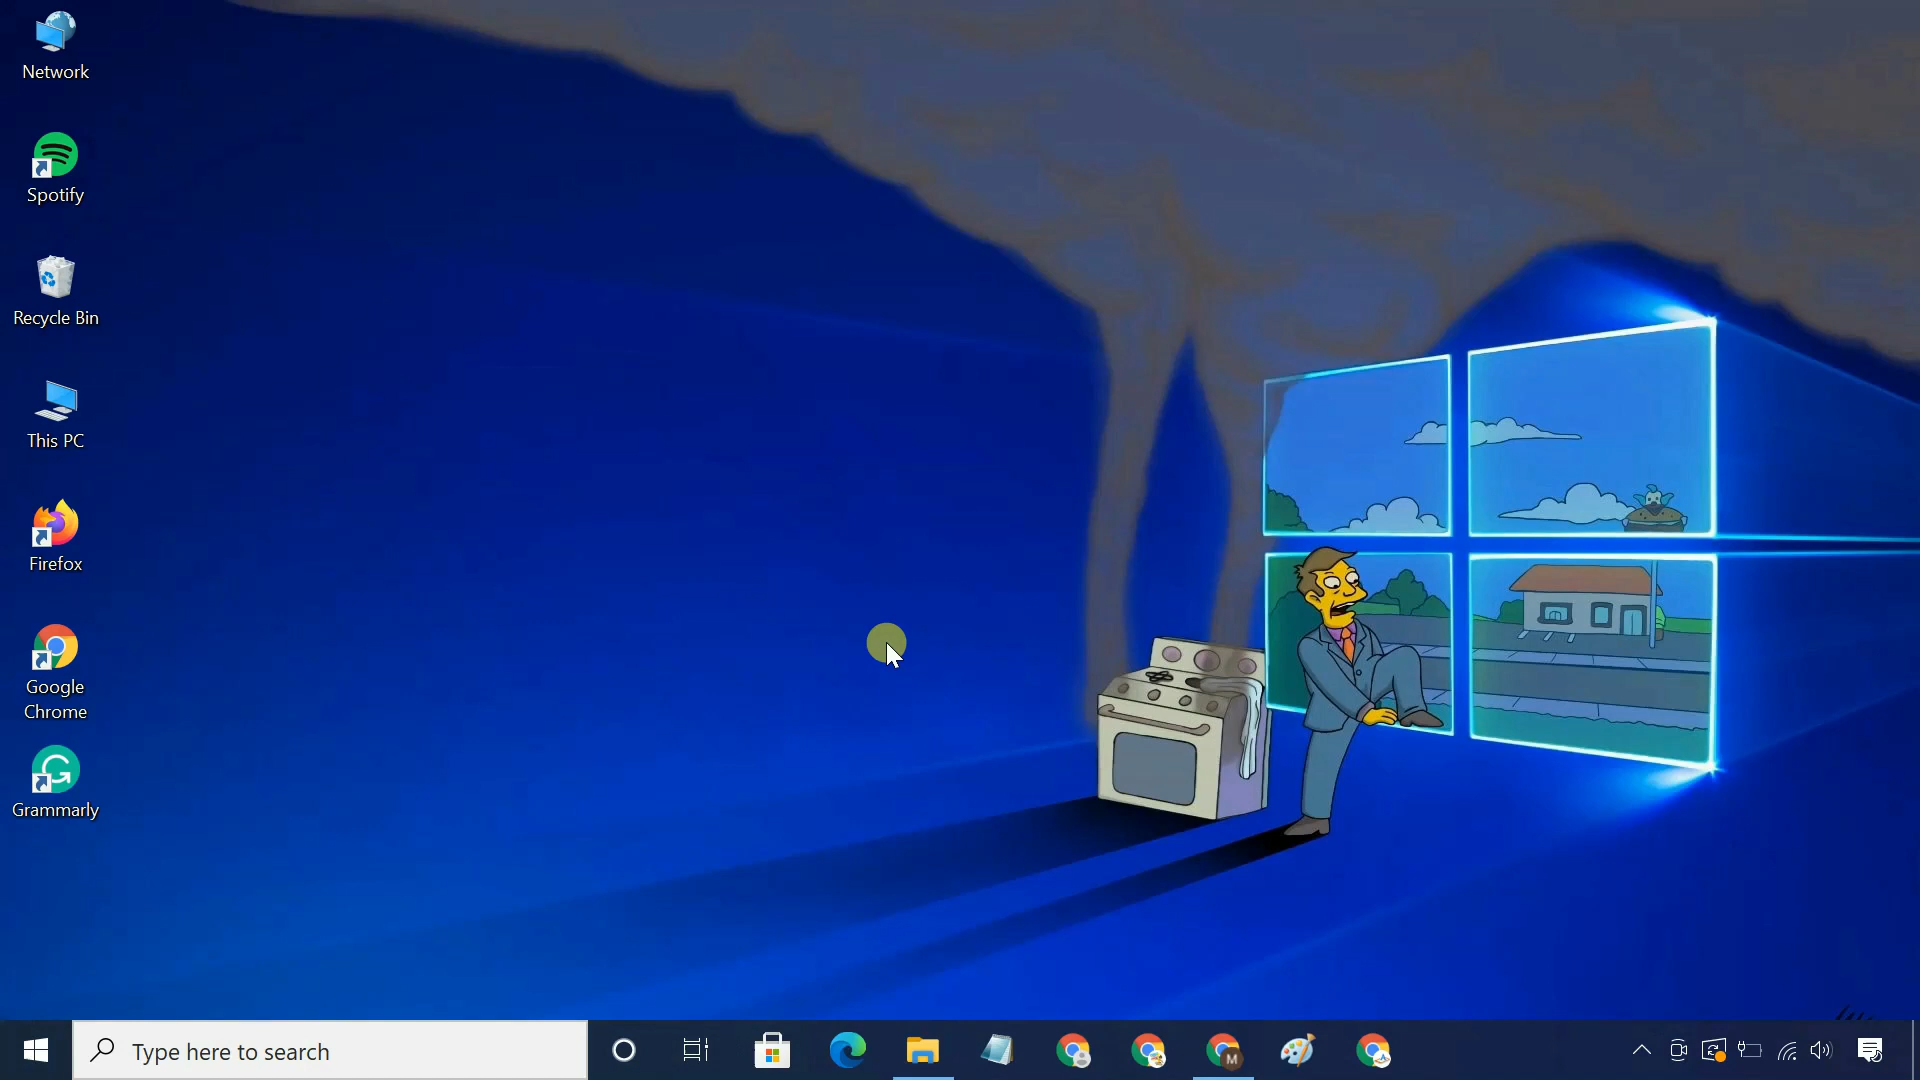 Network
Spotify
Recycle Bin
This PC
Firefox
Google
Chrome
Grammarly
Type here to search
M